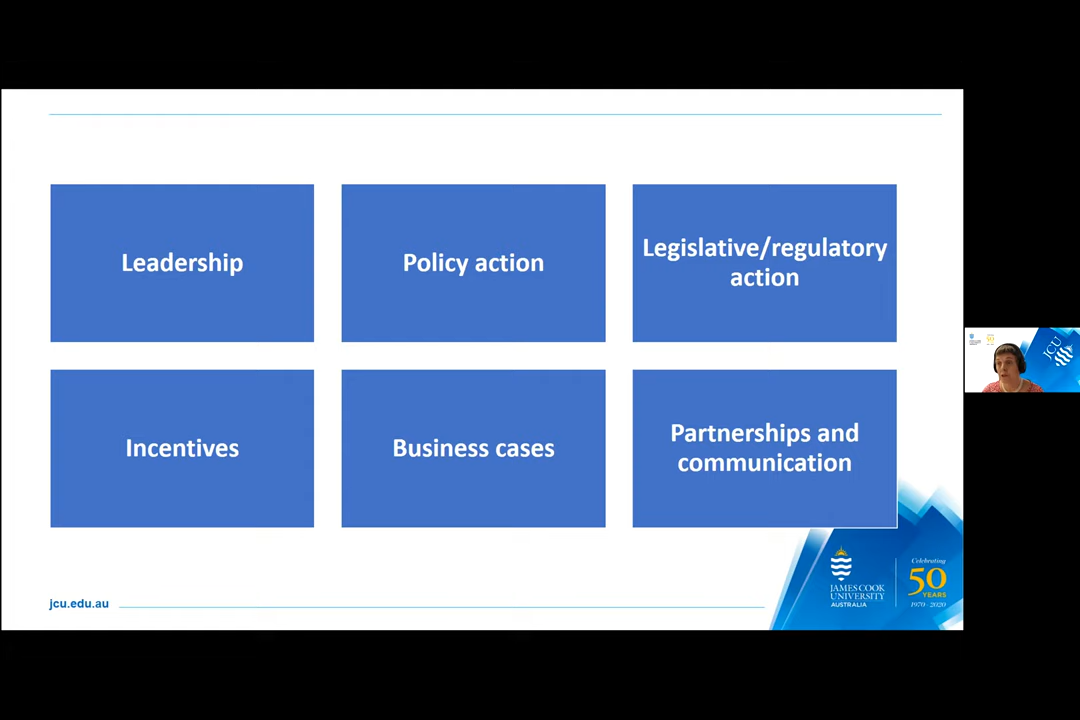 Leadership
Policy action
Legislative/regulatory
action
Incentives
Business cases
Partnerships and
communication
jcu.edu.au
JAMES COOK
UNIVERSITY
AUSTRALIA
Celebrating
50
YEARS
1970 - 2020
JCU